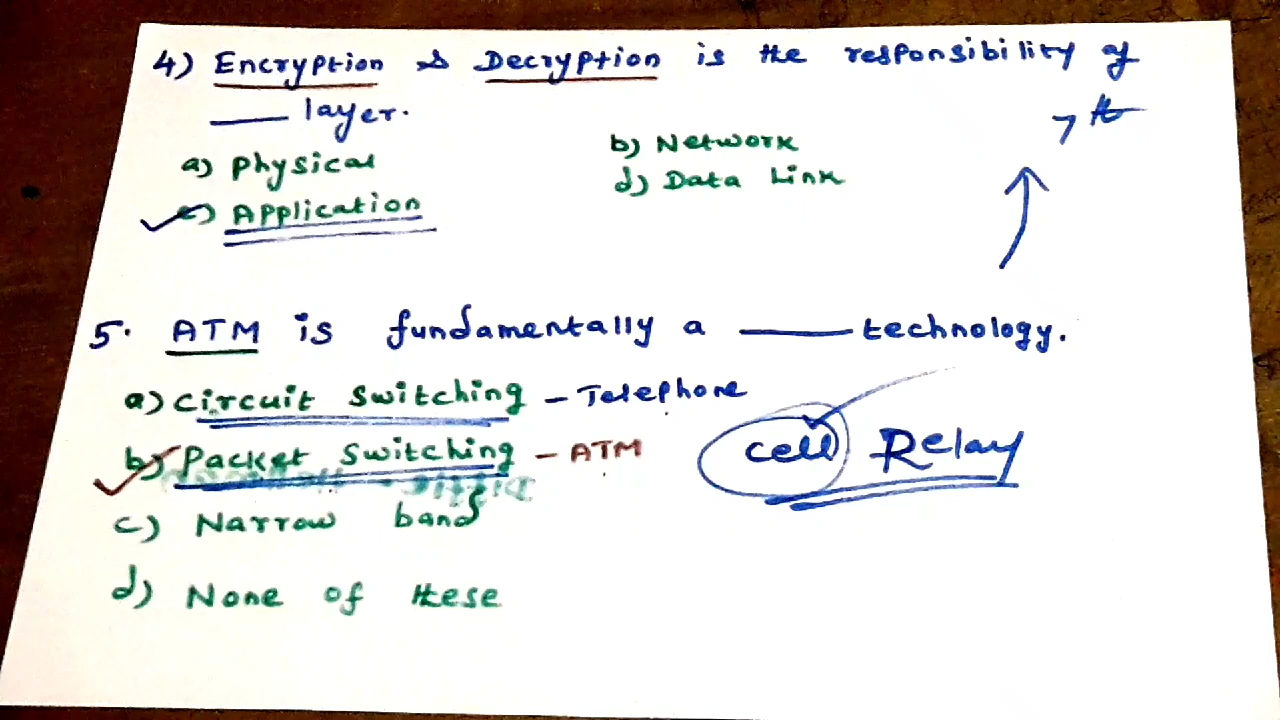 4) Encryption & Decryption is the responsibility of
___ layer.
7th
a) Physical
b) Network
c) Application
d) Data Link
5. ATM is fundamentally a ___ technology.
a) Circuit Switching - Telephone
b) Packet Switching - ATM
cell Relay
c) Narrow band
d) None of these